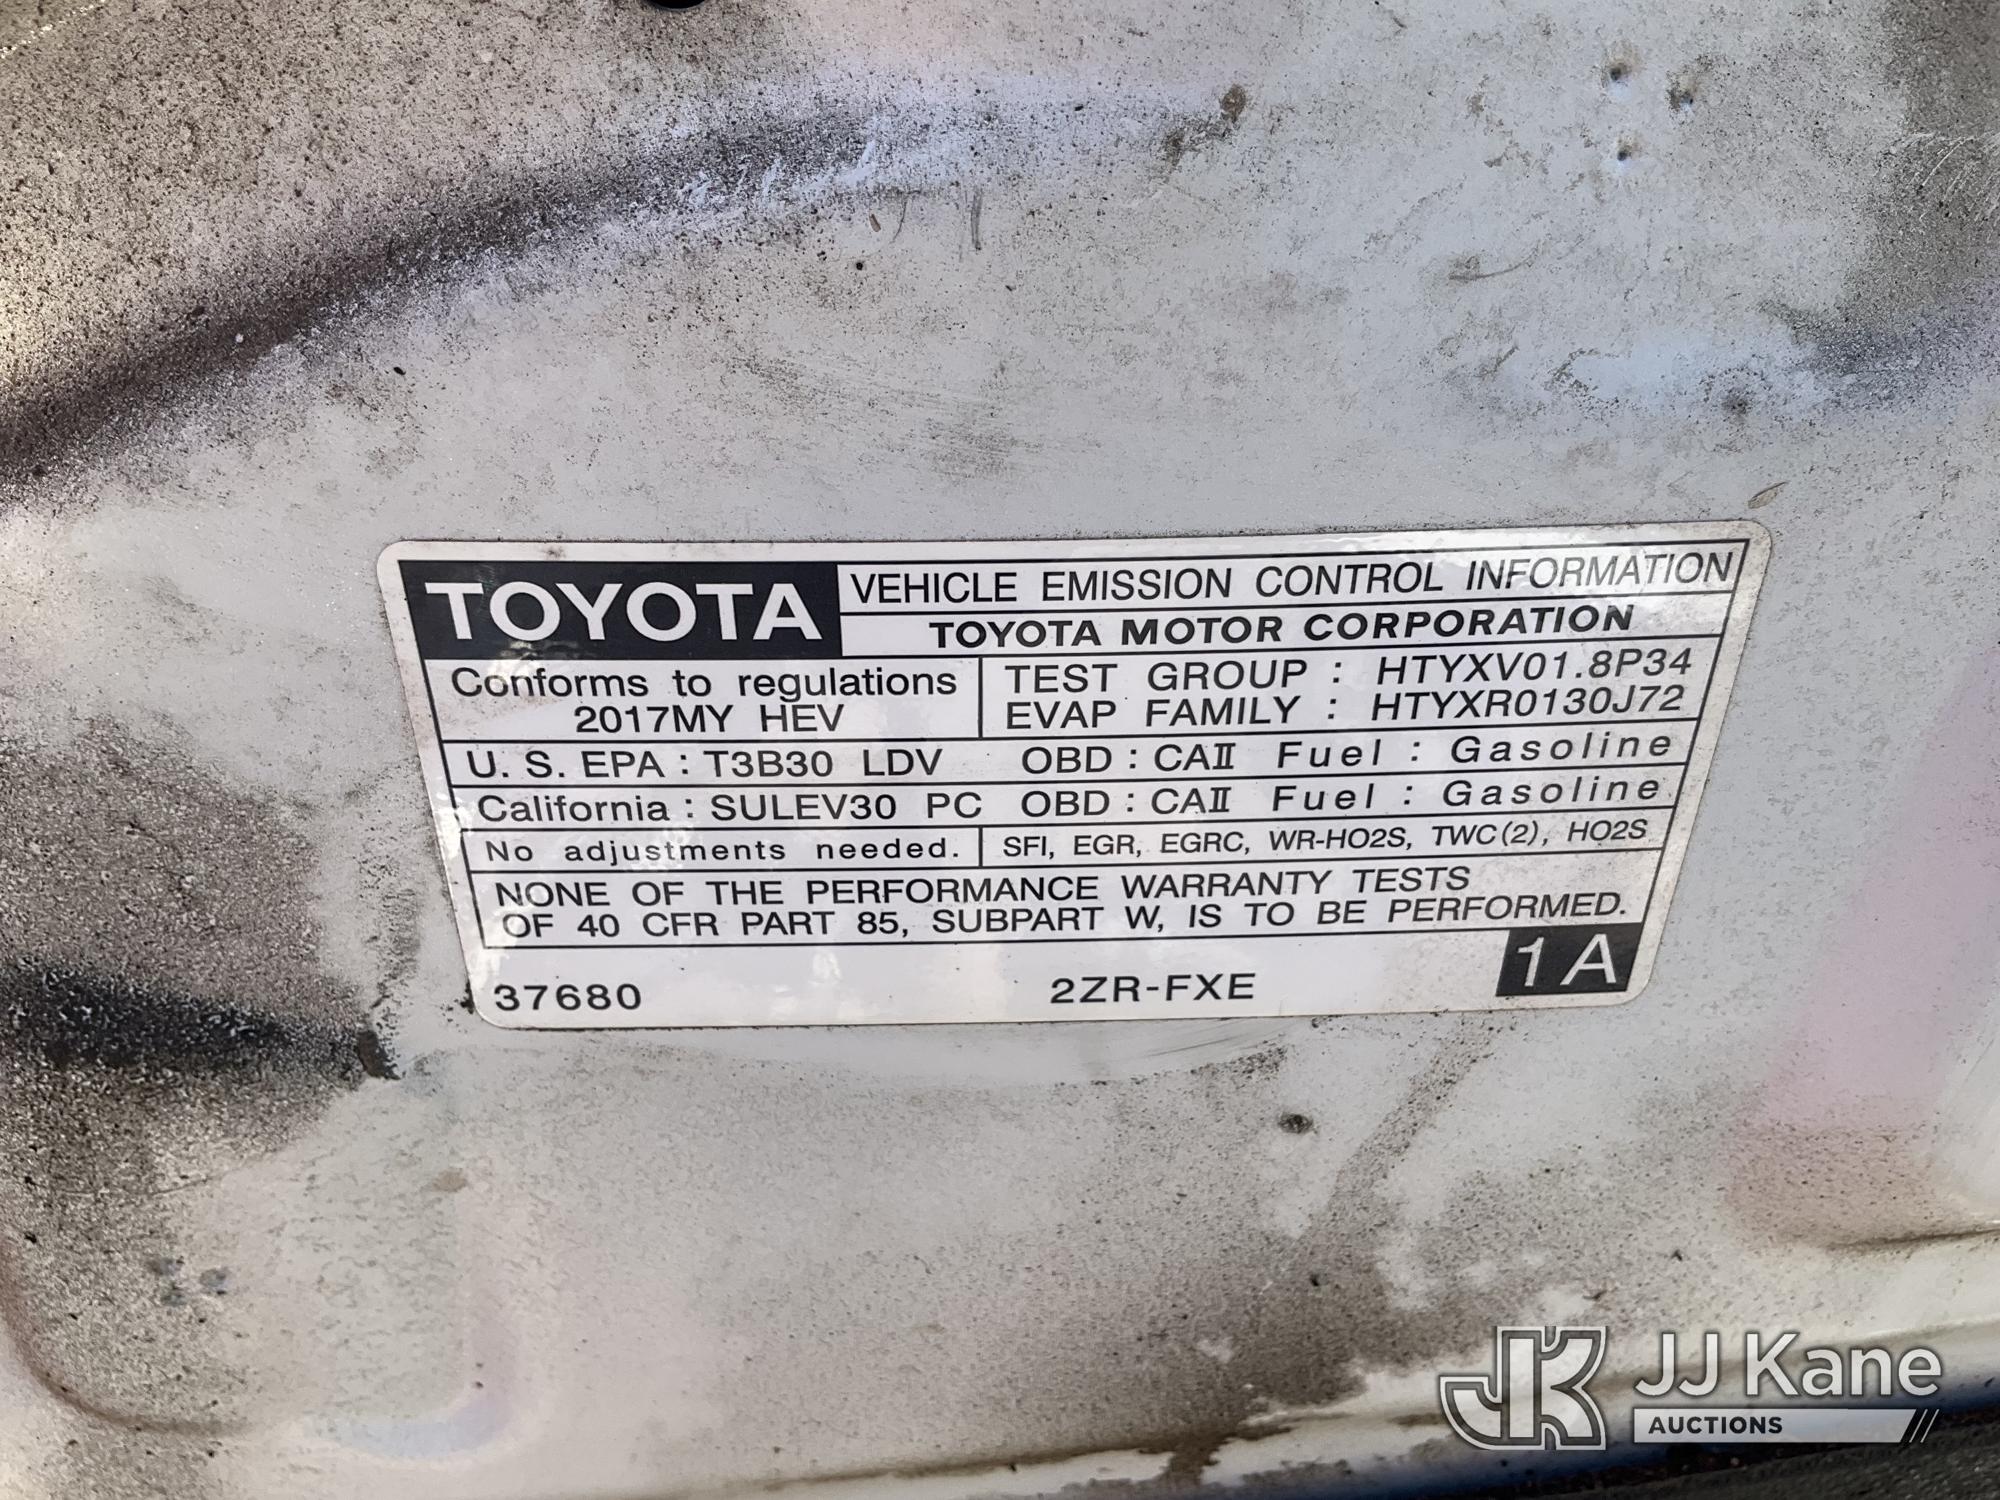 TOYOTA
VEHICLE EMISSION CONTROL INFORMATION
TOYOTA MOTOR CORPORATION
Conforms to regulations
2017MY HEV
TEST GROUP : HTYXV01.8P34
EVAP FAMILY : HTYXR0130J72
U. S. EPA : T3B30 LDV OBD : CAⅡ Fuel : Gasoline
California : SULEV30 PC OBD : CAⅡ Fuel : Gasoline
No adjustments needed. SFI, EGR, EGRC, WR-HO2S, TWC(2), HO2S
NONE OF THE PERFORMANCE WARRANTY TESTS
OF 40 CFR PART 85, SUBPART W, IS TO BE PERFORMED.
37680 2ZR-FXE 1A
JK JJ Kane
AUCTIONS